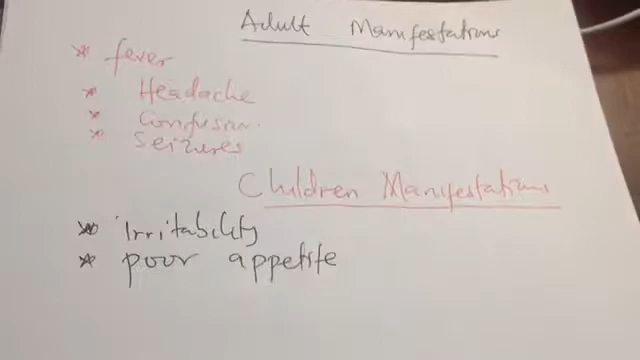 Adult Manifestations
* fever
* Headache
* Confusion.
* Seizures
Children Manifestations
* Irritability
* poor appetite